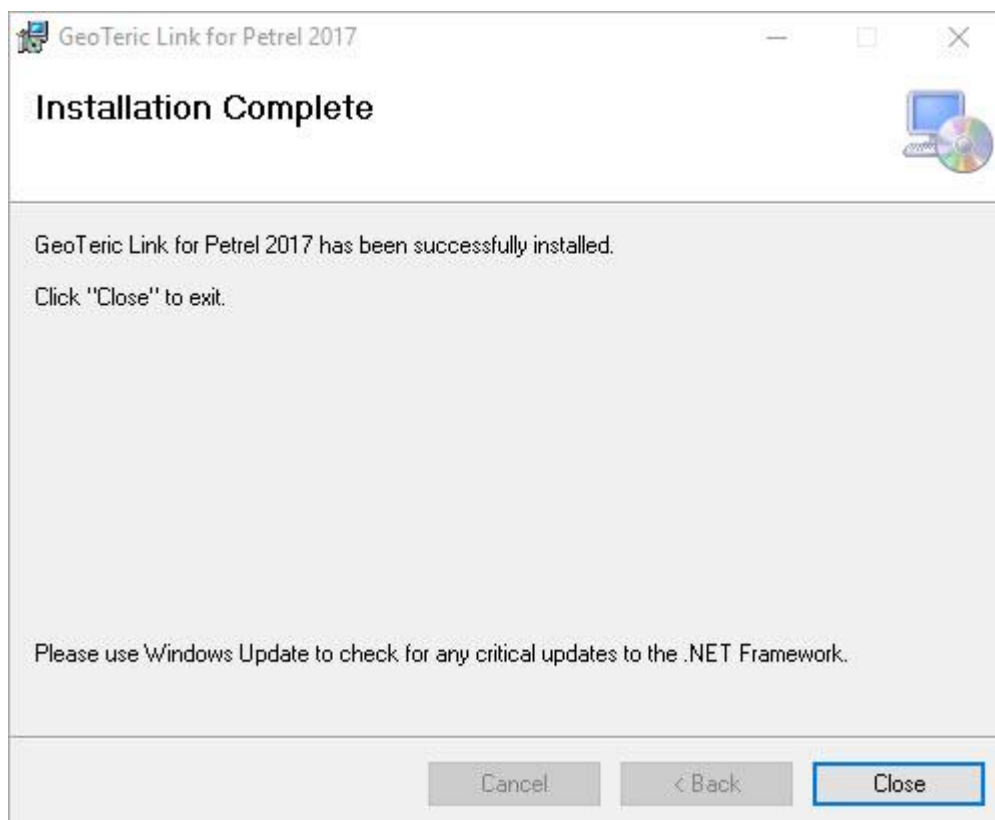 GeoTeric Link for Petrel 2017
Installation Complete
GeoTeric Link for Petrel 2017 has been successfully installed.
Click "Close" to exit.
Please use Windows Update to check for any critical updates to the .NET Framework.
Cancel
< Back
Close